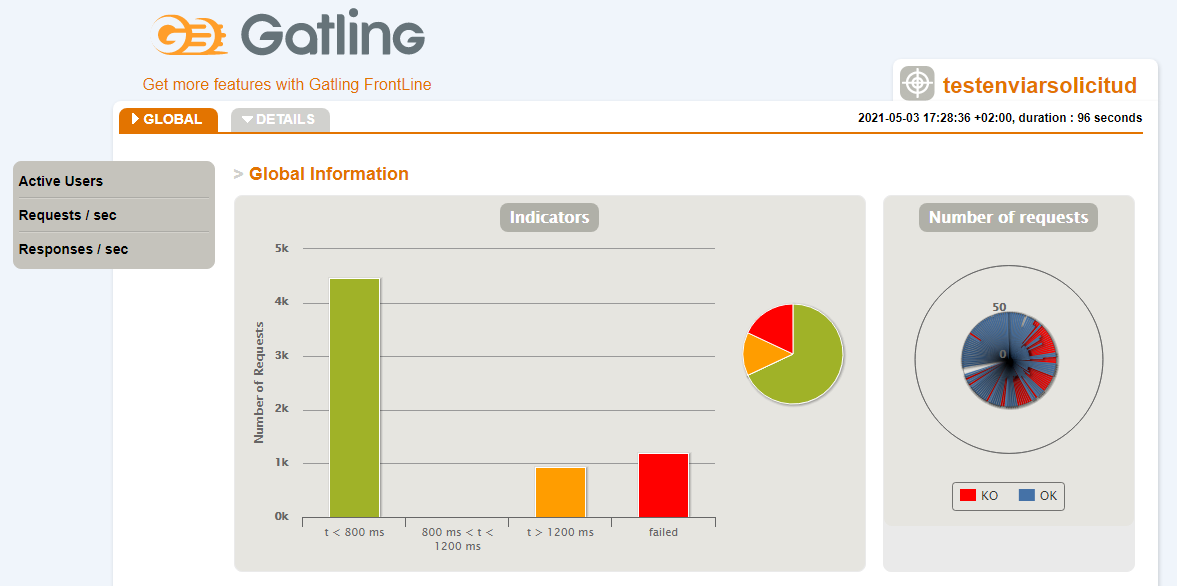 Gatling
Get more features with Gatling FrontLine
testenviarsolicitud
GLOBAL
DETAILS
2021-05-03 17:28:36 +02:00, duration : 96 seconds
Active Users
Requests / sec
Responses / sec
> Global Information
Indicators
Number of Requests
5k
4k
3k
2k
1k
0k
t < 800 ms
800 ms < t <
1200 ms
t > 1200 ms
failed
Number of requests
50
0
KO
OK